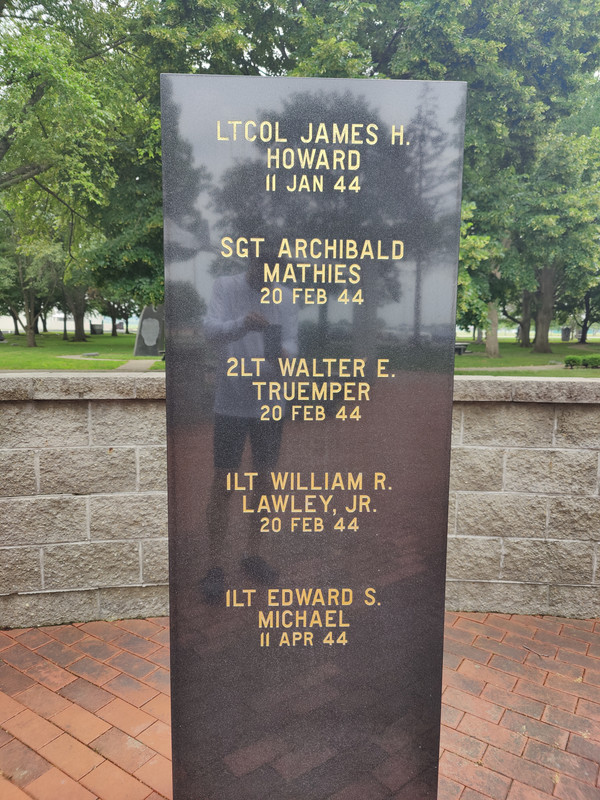 LTCOL JAMES H.
HOWARD
11 JAN 44
SGT ARCHIBALD
MATHIES
20 FEB 44
2LT WALTER E.
TRUEMPER
20 FEB 44
1LT WILLIAM R.
LAWLEY, JR.
20 FEB 44
1LT EDWARD S.
MICHAEL
11 APR 44